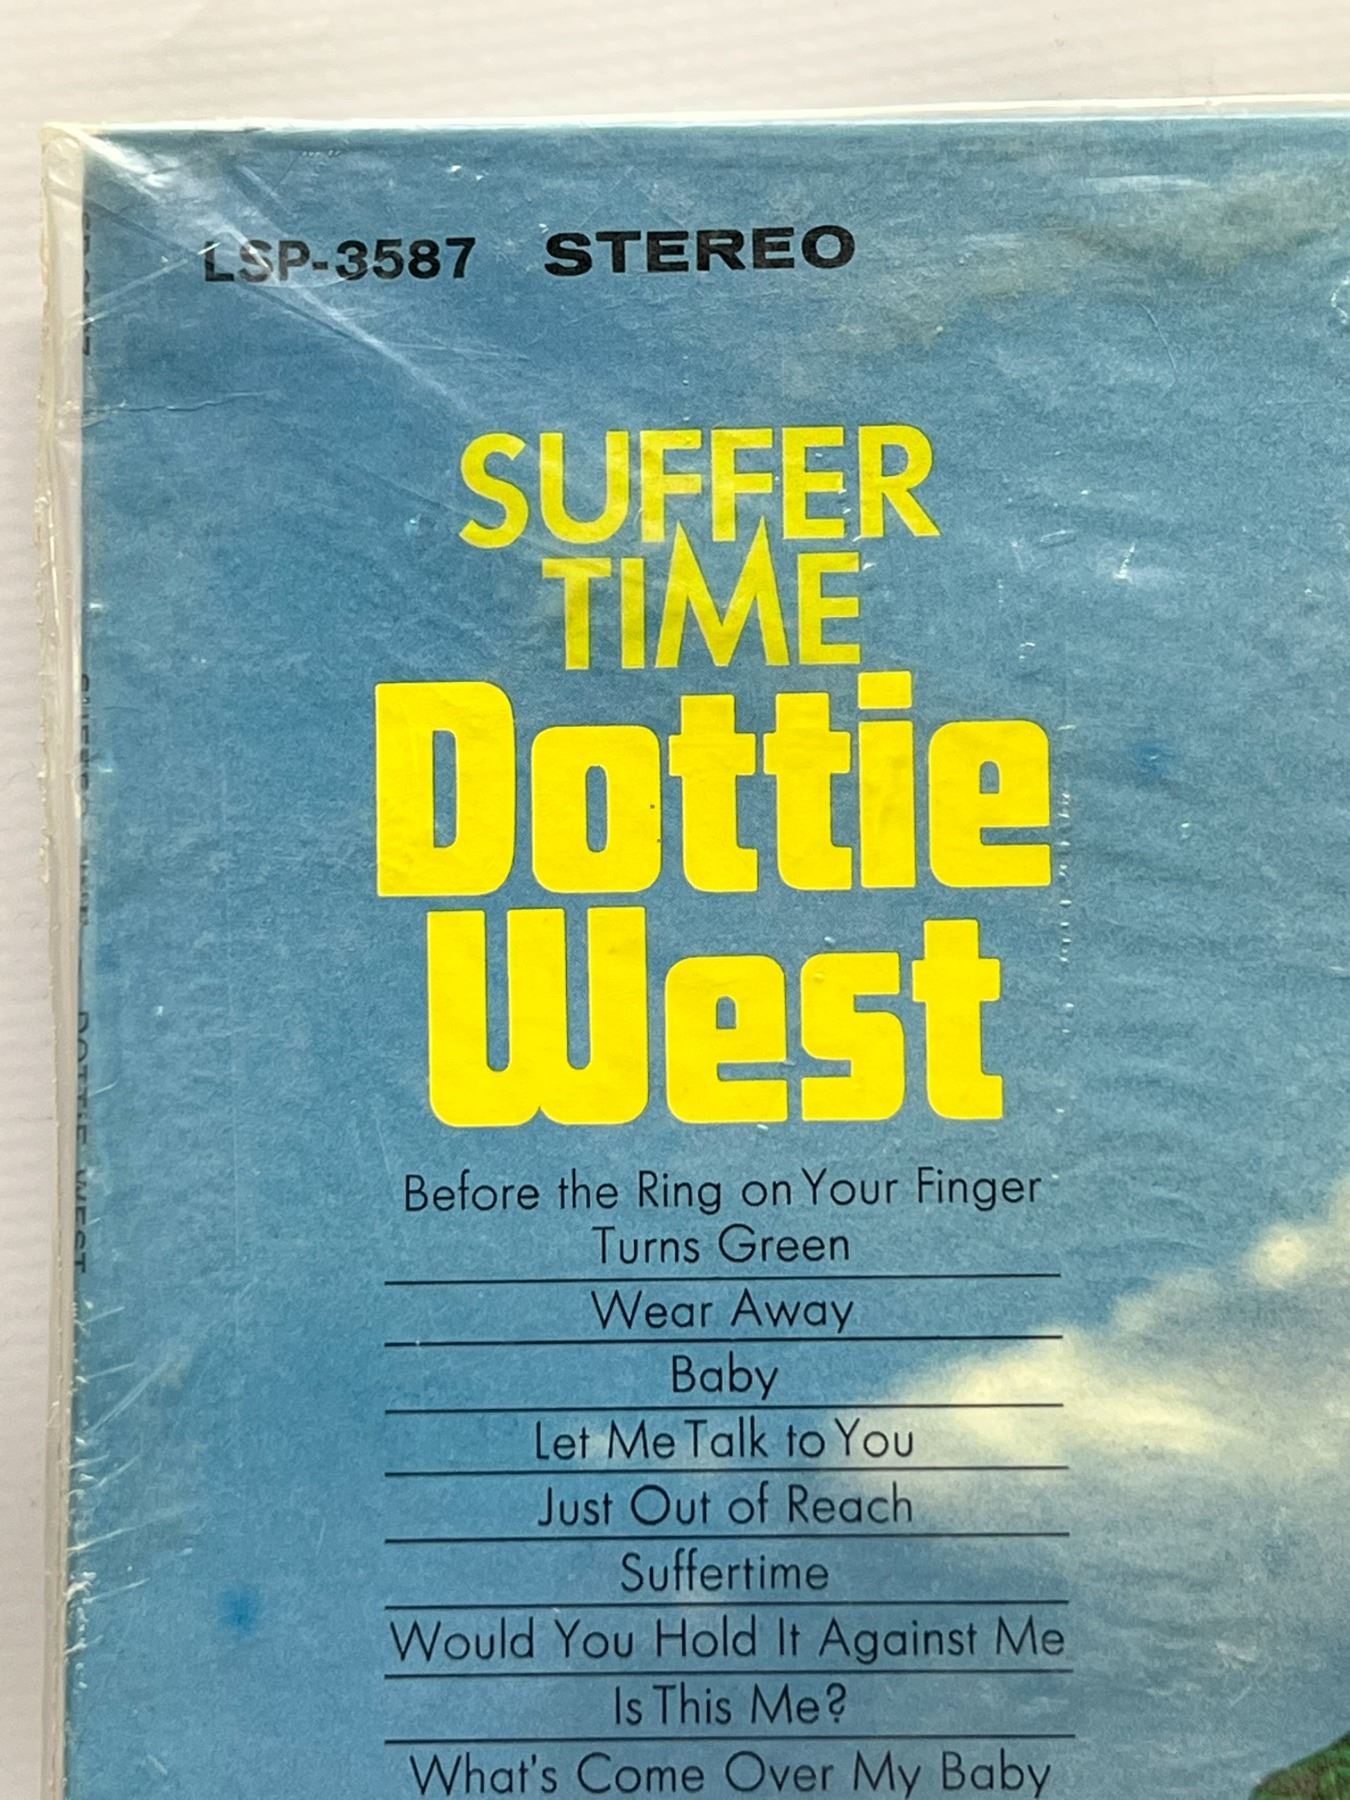 LSP-3587 STEREO
SUFFER
TIME
Dottie
West
Before the Ring on Your Finger
Turns Green
Wear Away
Baby
Let Me Talk to You
Just Out of Reach
Suffertime
Would You Hold It Against Me
Is This Me?
What's Come Over My Baby
DOTTIE WEST